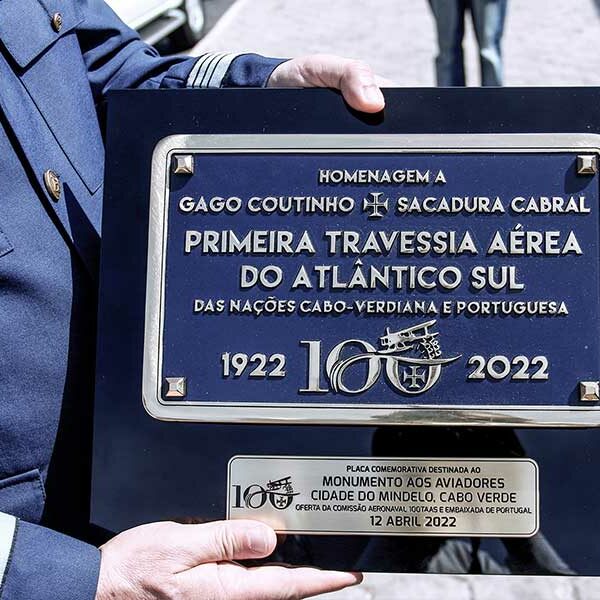 HOMENAGEM A
GAGO COUTINHO SACADURA CABRAL
PRIMEIRA TRAVESSIA AÉREA
DO ATLÂNTICO SUL
DAS NAÇÕES CABO-VERDIANA E PORTUGUESA
1922 100 2022
PLACA COMEMORATIVA DESTINADA AO
100 MONUMENTO AOS AVIADORES
CIDADE DO MINDELO, CABO VERDE
OFERTA DA COMISSÃO AERONAVAL 100TAAS E EMBAIXADA DE PORTUGAL
12 ABRIL 2022